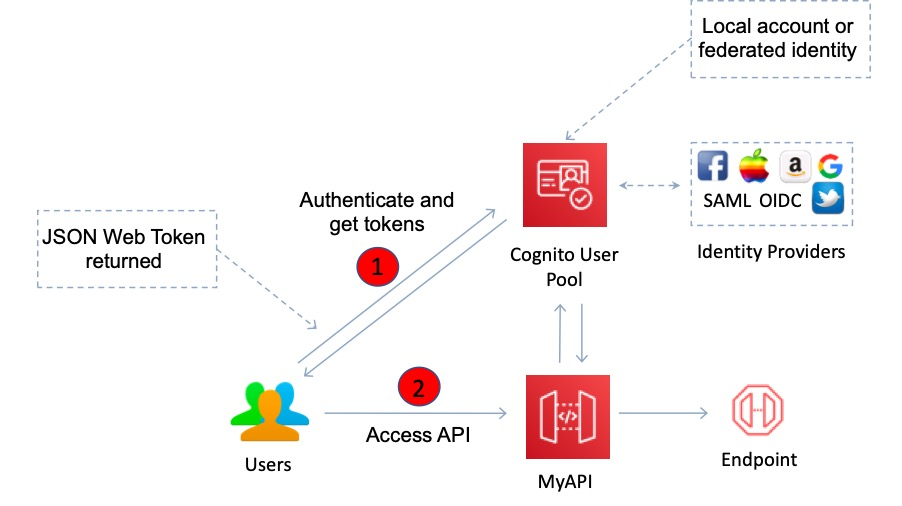 Local account or
federated identity
Authenticate and
get tokens
1
JSON Web Token
returned
a
SAML OIDC
Identity Providers
Cognito User
Pool
2
Access API
Users
</>
MyAPI
Endpoint